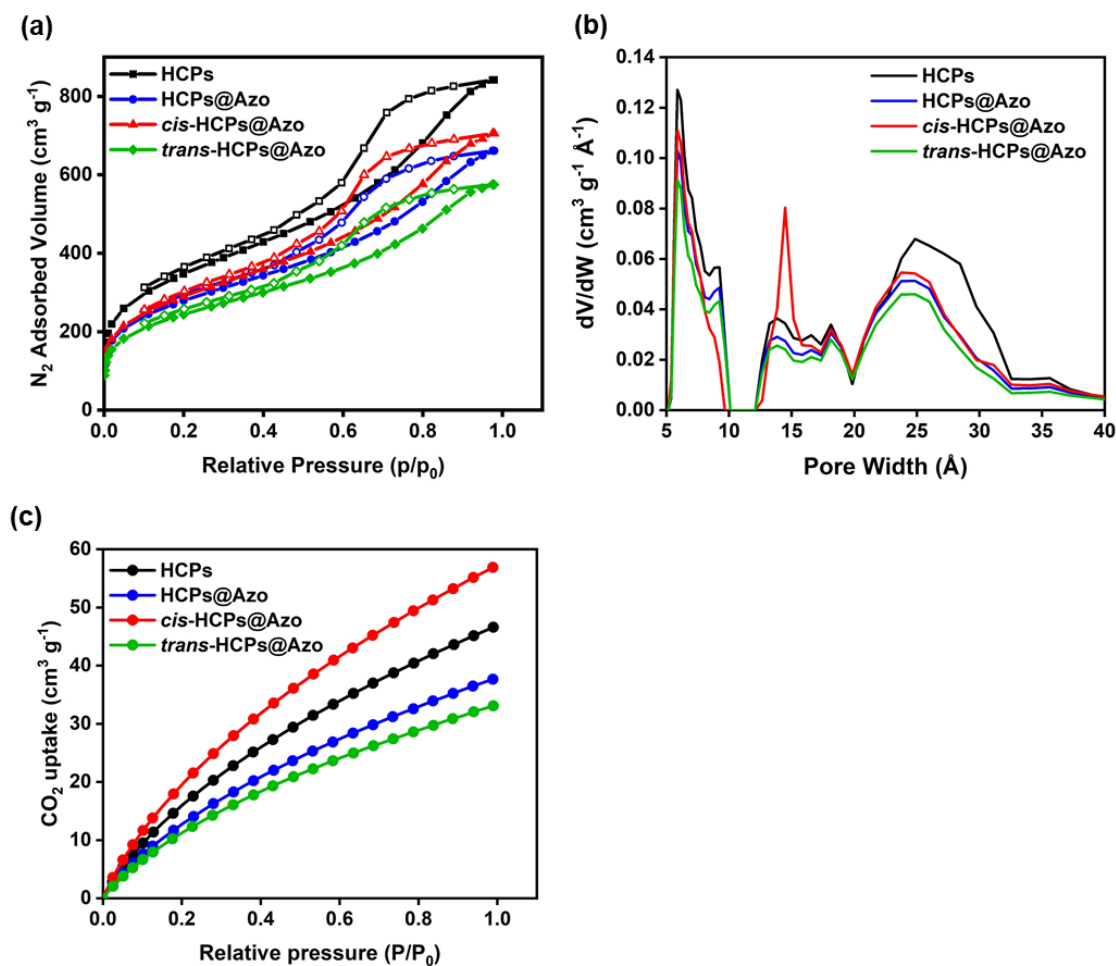 (a)
HCPs
HCPs@Azo
cis-HCPs@Azo
trans-HCPs@Azo
800
600
400
200
0
0.0 0.2 0.4 0.6 0.8 1.0
N₂ Adsorbed Volume (cm³ g⁻¹)
Relative Pressure (p/p₀)
(b)
HCPs
HCPs@Azo
cis-HCPs@Azo
trans-HCPs@Azo
0.14
0.12
0.10
0.08
0.06
0.04
0.02
0.00
5 10 15 20 25 30 35 40
dV/dW (cm³ g⁻¹ Å⁻¹)
Pore Width (Å)
(c)
HCPs
HCPs@Azo
cis-HCPs@Azo
trans-HCPs@Azo
60
50
40
30
20
10
0
0.0 0.2 0.4 0.6 0.8 1.0
CO₂ uptake (cm³ g⁻¹)
Relative pressure (P/P₀)